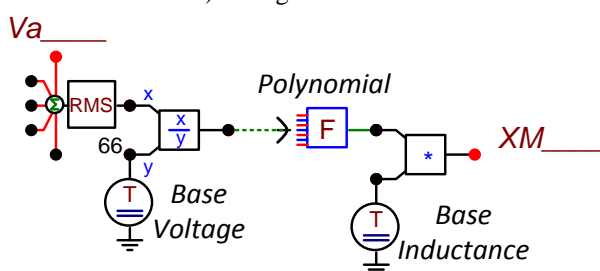 Va____
Polynomial
Σ
RMS
x
x
y
F
*
XM____
66
y
T
Base
Voltage
T
Base
Inductance